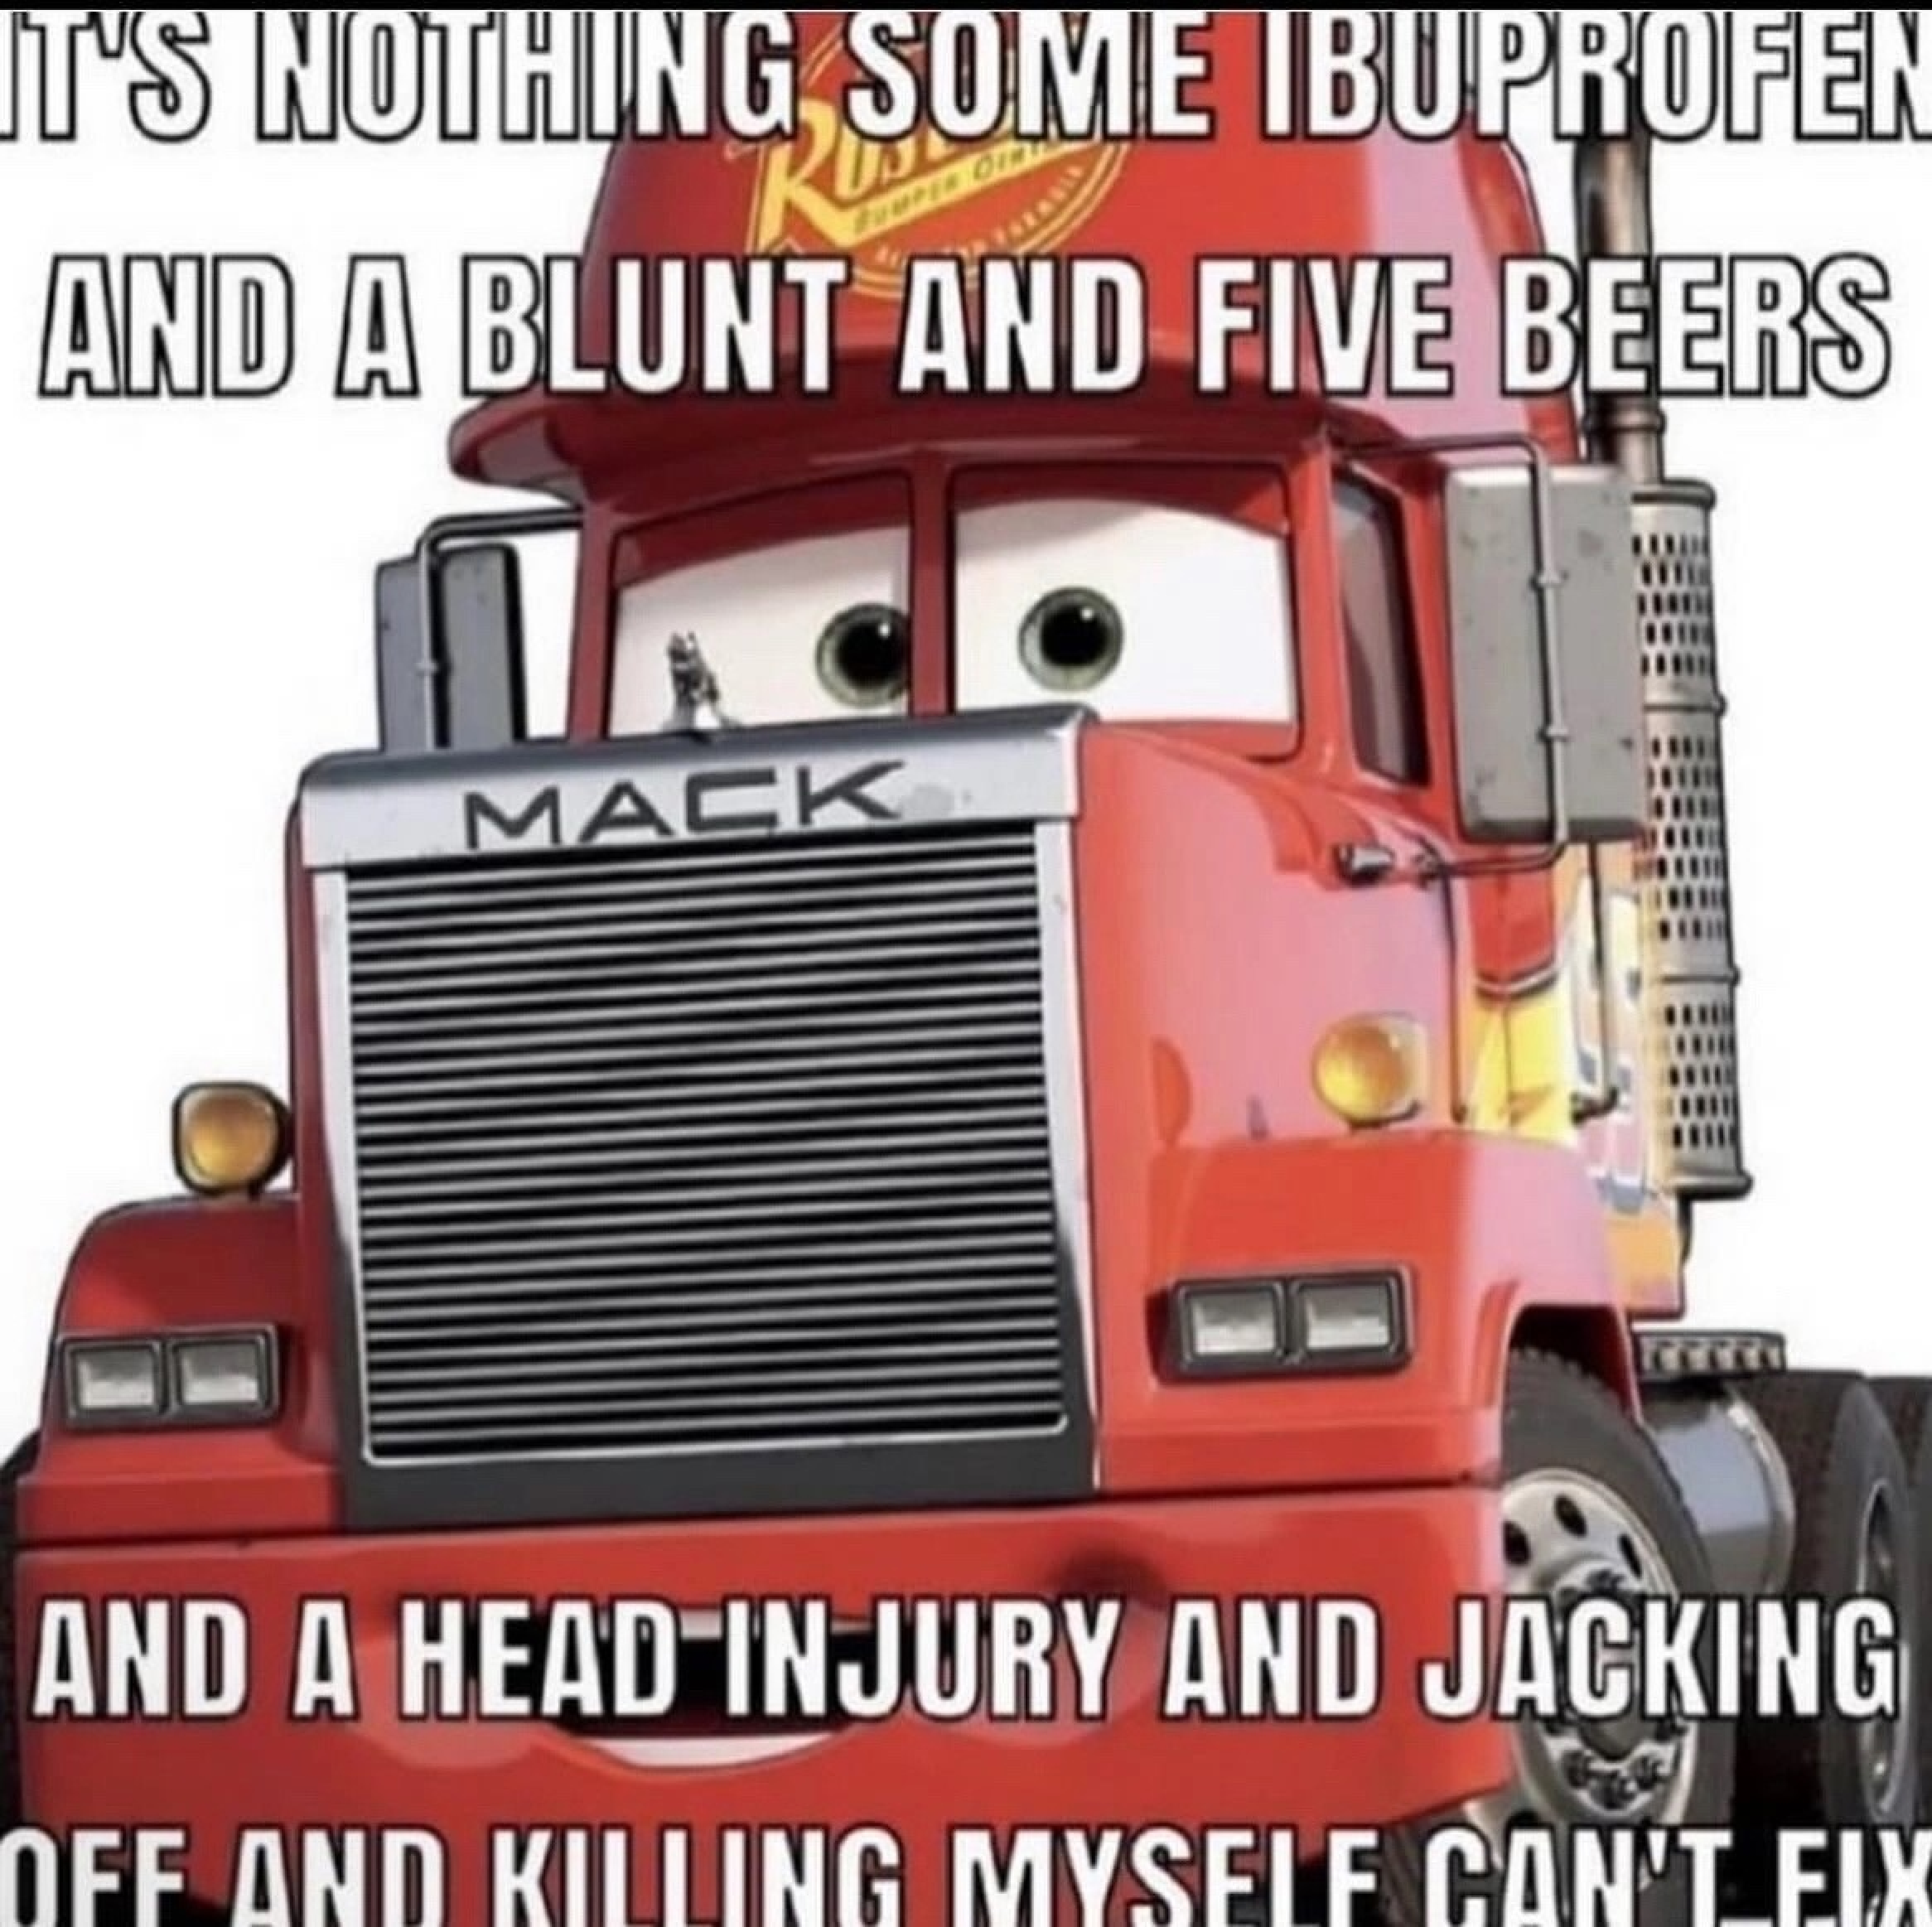 IT'S NOTHING SOME IBUPROFEN
BUMPER
AND A BLUNT AND FIVE BEERS
MACK
AND A HEAD INJURY AND JACKING
OFF AND KILLING MYSELF CAN'T FIX